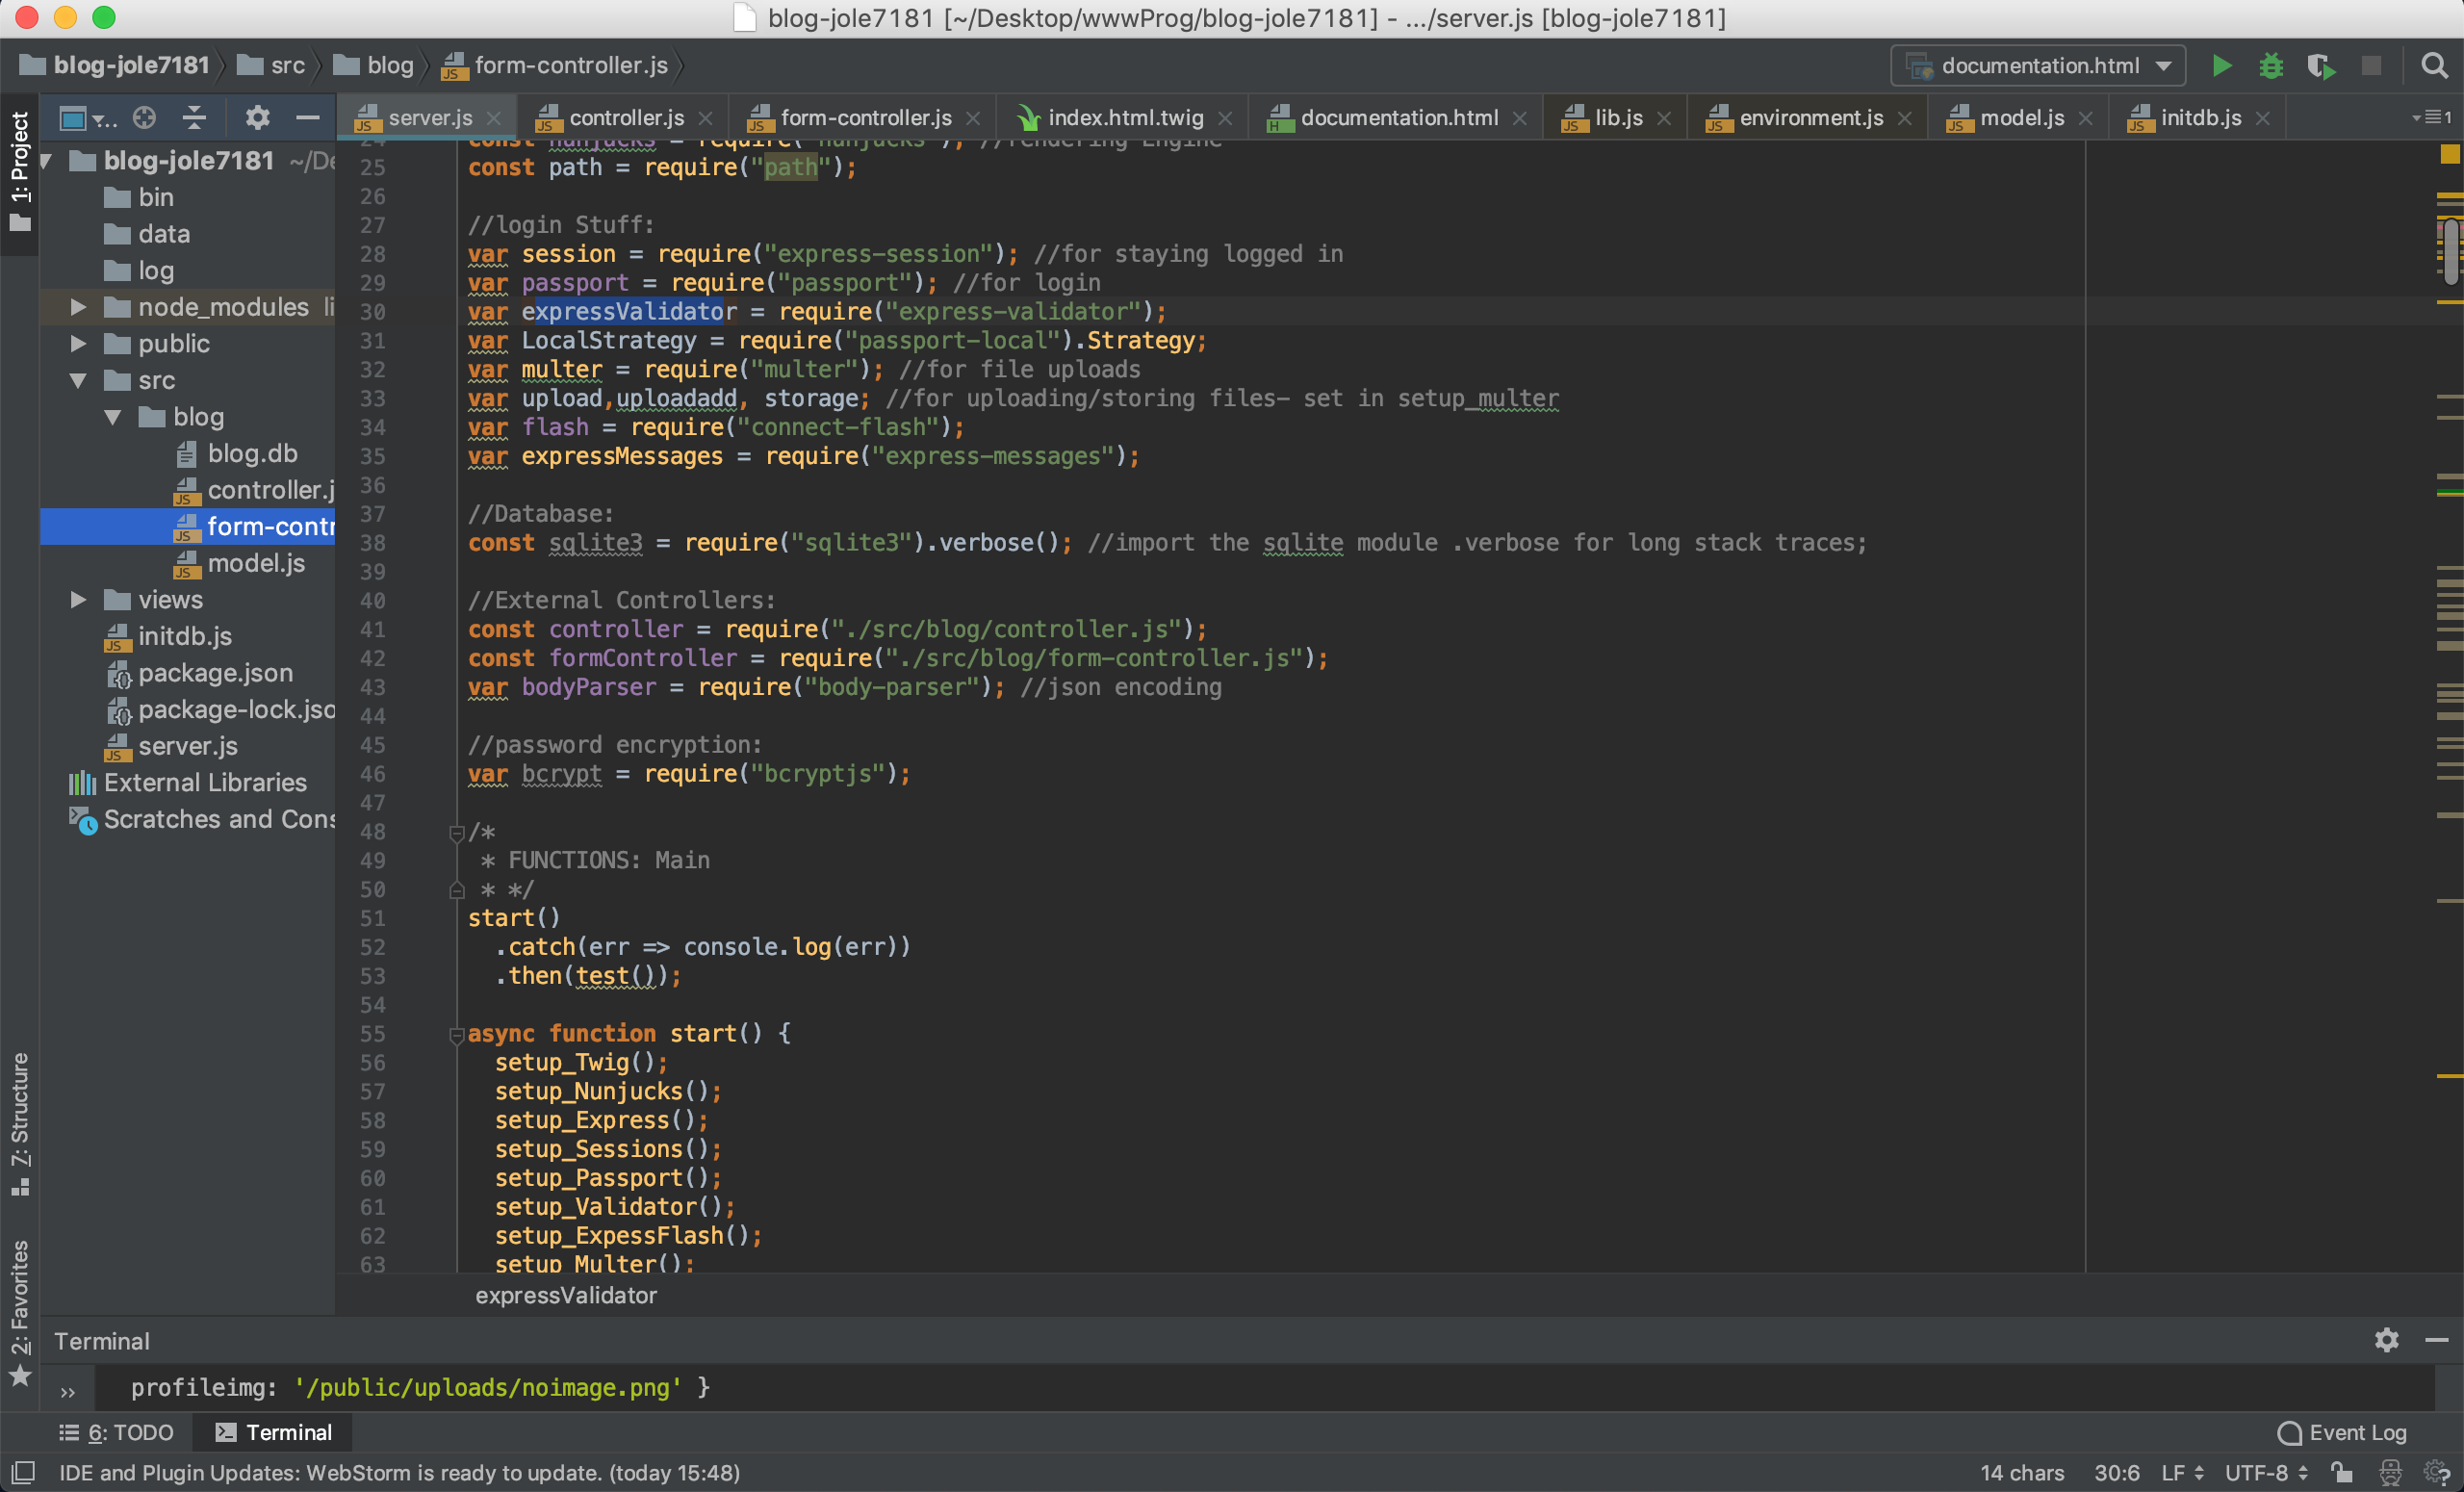 blog-jole7181 [~/Desktop/wwwProg/blog-jole7181] - .../server.js [blog-jole7181]
blog-jole7181 src blog form-controller.js documentation.html
server.js controller.js form-controller.js index.html.twig documentation.html lib.js environment.js model.js initdb.js 1
1: Project
7: Structure
2: Favorites
blog-jole7181 ~/De
bin
data
log
node_modules li
public
src
blog
blog.db
controller.j
form-contr
model.js
views
initdb.js
package.json
package-lock.jso
server.js
External Libraries
Scratches and Cons
24 const nunjucks = require("nunjucks"); //rendering Engine
25 const path = require("path");
26
27 //login Stuff:
28 var session = require("express-session"); //for staying logged in
29 var passport = require("passport"); //for login
30 var expressValidator = require("express-validator");
31 var LocalStrategy = require("passport-local").Strategy;
32 var multer = require("multer"); //for file uploads
33 var upload,uploadadd, storage; //for uploading/storing files- set in setup_multer
34 var flash = require("connect-flash");
35 var expressMessages = require("express-messages");
36
37 //Database:
38 const sqlite3 = require("sqlite3").verbose(); //import the sqlite module .verbose for long stack traces;
39
40 //External Controllers:
41 const controller = require("./src/blog/controller.js");
42 const formController = require("./src/blog/form-controller.js");
43 var bodyParser = require("body-parser"); //json encoding
44
45 //password encryption:
46 var bcrypt = require("bcryptjs");
47
48 /*
49 * FUNCTIONS: Main
50 * */
51 start()
52 .catch(err => console.log(err))
53 .then(test());
54
55 async function start() {
56 setup_Twig();
57 setup_Nunjucks();
58 setup_Express();
59 setup_Sessions();
60 setup_Passport();
61 setup_Validator();
62 setup_ExpessFlash();
63 setup_Multer();
expressValidator
Terminal
profileimg: '/public/uploads/noimage.png' }
6: TODO Terminal Event Log
IDE and Plugin Updates: WebStorm is ready to update. (today 15:48) 14 chars 30:6 LF UTF-8